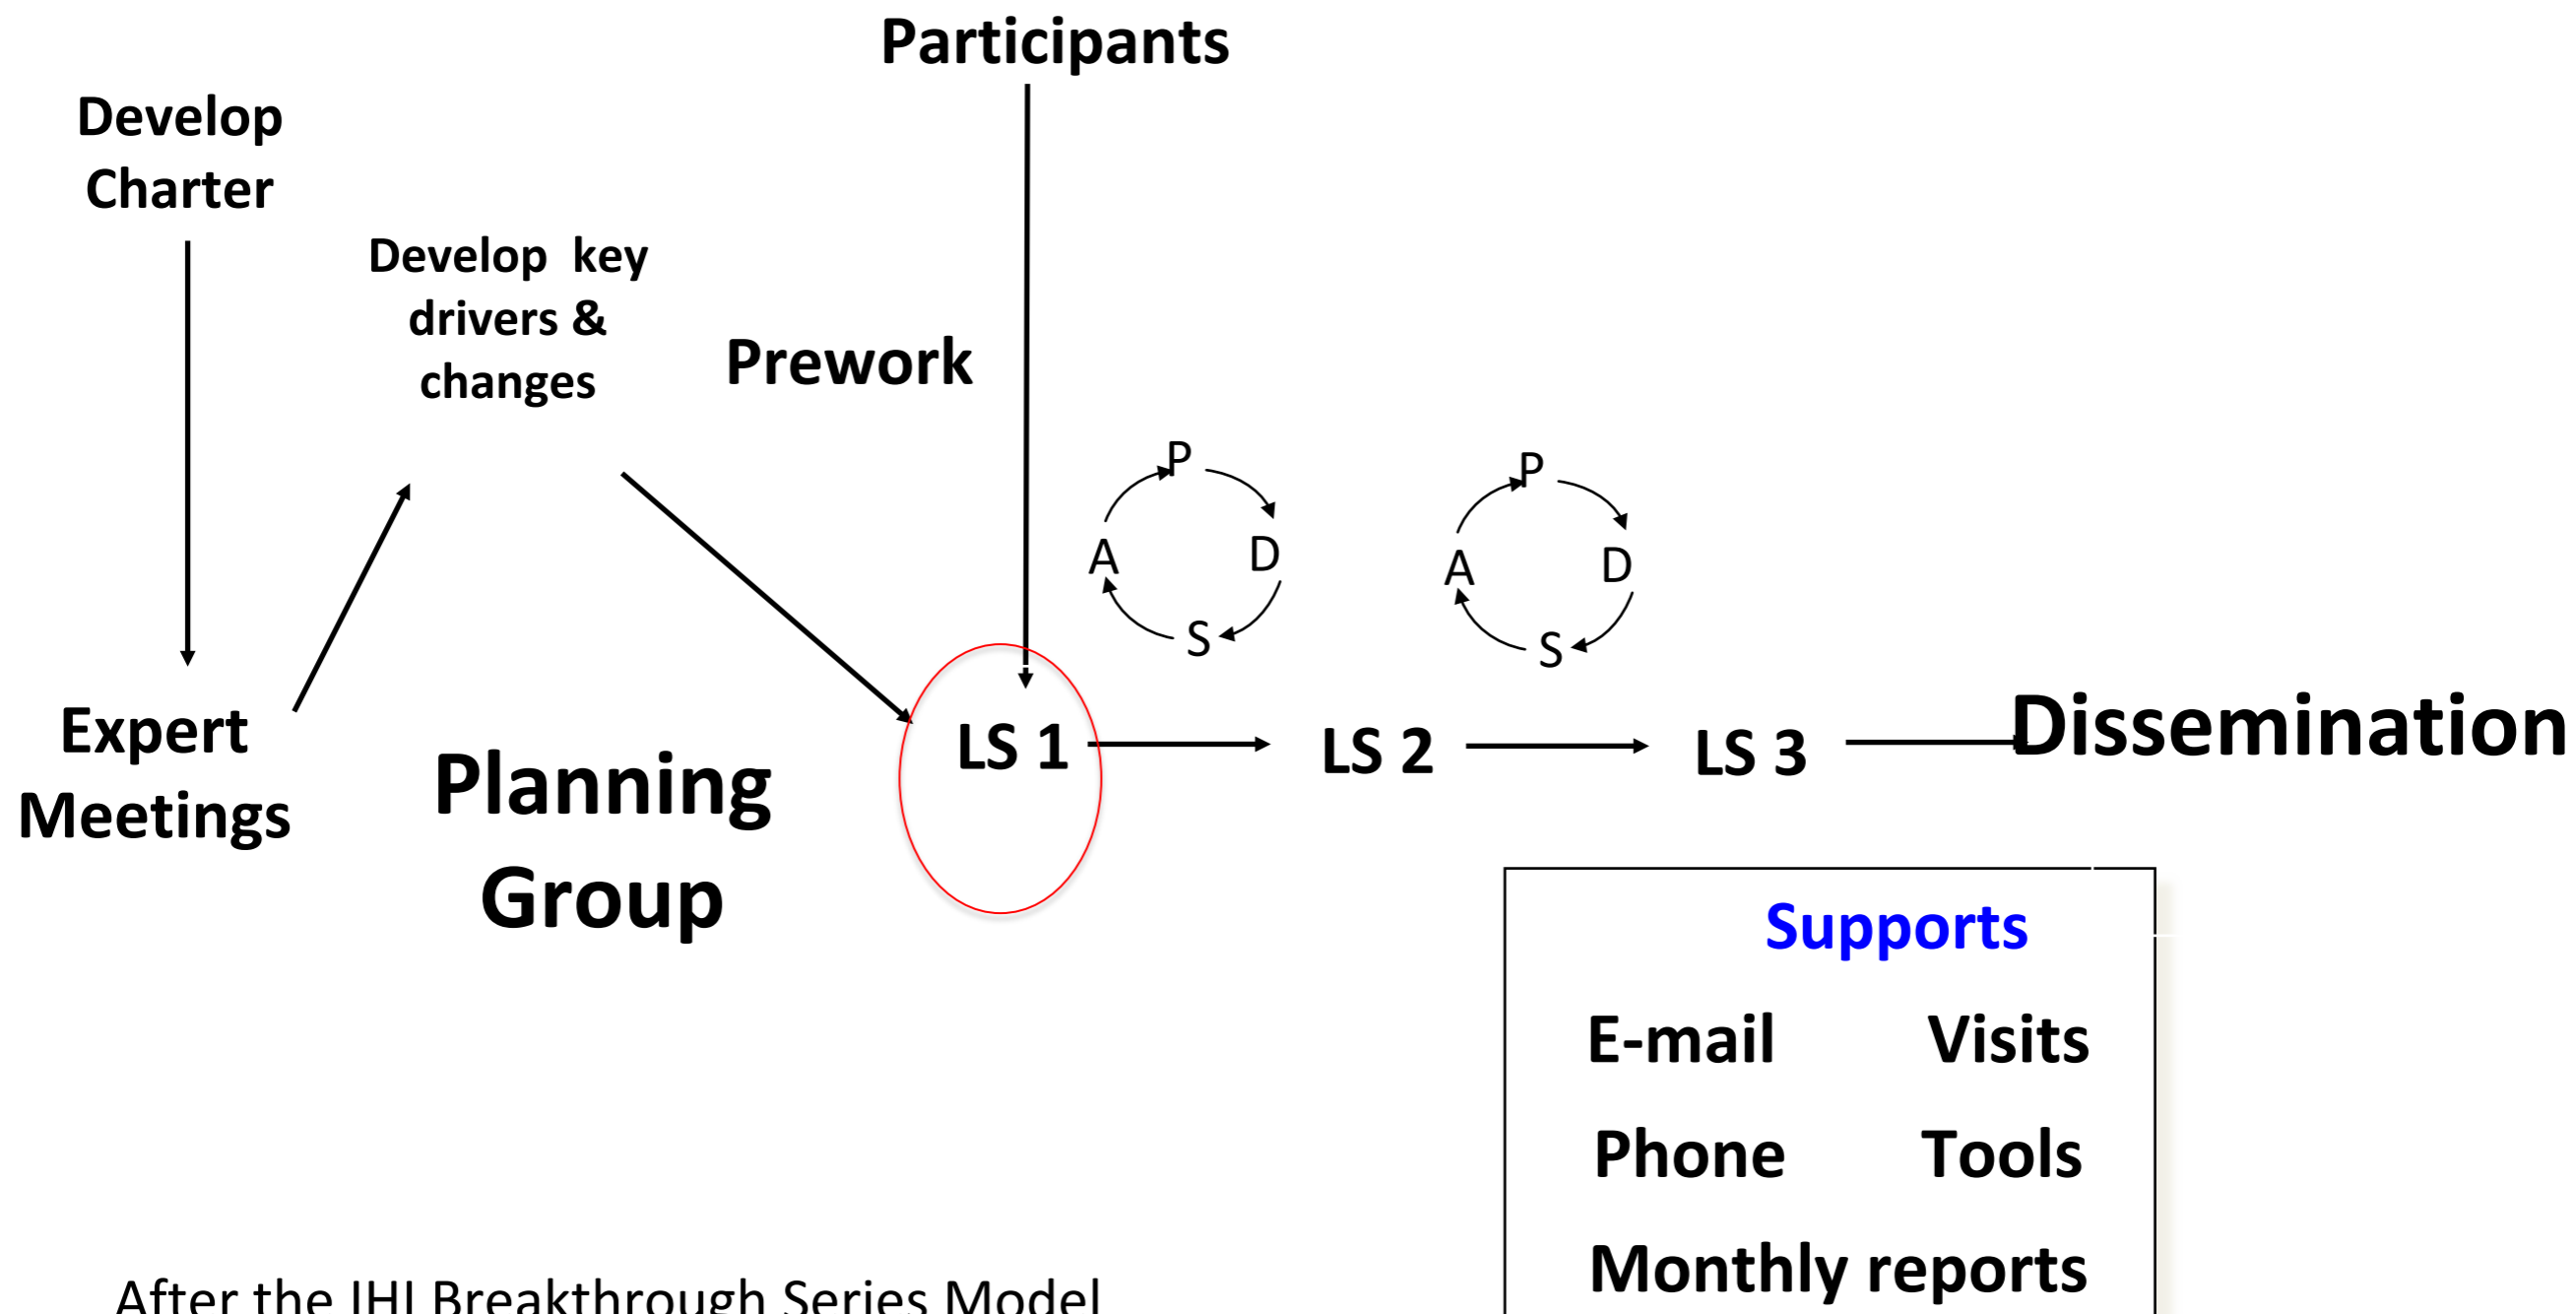 Participants
Develop
Charter
Develop key
drivers &
changes
Prework
P
D
S
A
P
D
S
A
Expert
Meetings
Planning
Group
LS 1
LS 2
LS 3
Dissemination
Supports
E-mail Visits
Phone Tools
Monthly reports
After the IHI Breakthrough Series Model